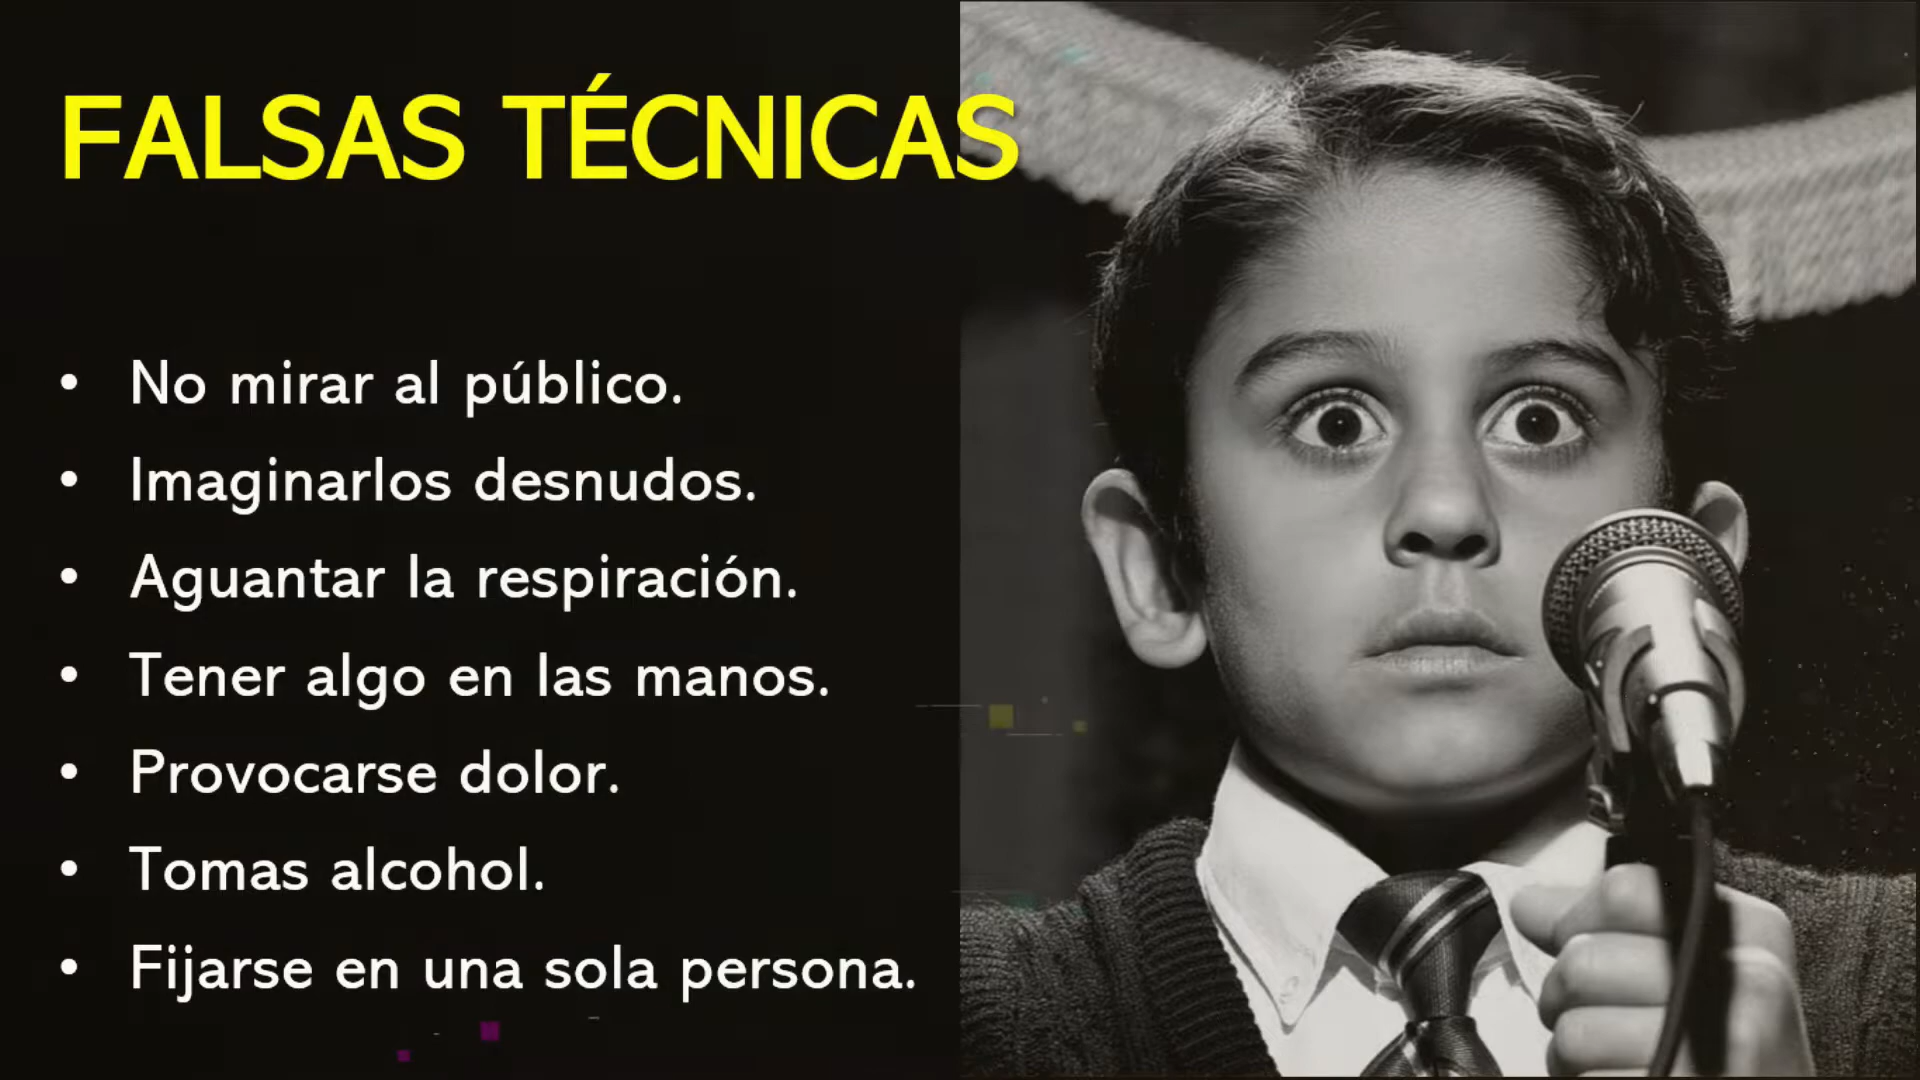 FALSAS TÉCNICAS
• No mirar al público.
• Imaginarlos desnudos.
• Aguantar la respiración.
• Tener algo en las manos.
• Provocarse dolor.
• Tomas alcohol.
• Fijarse en una sola persona.